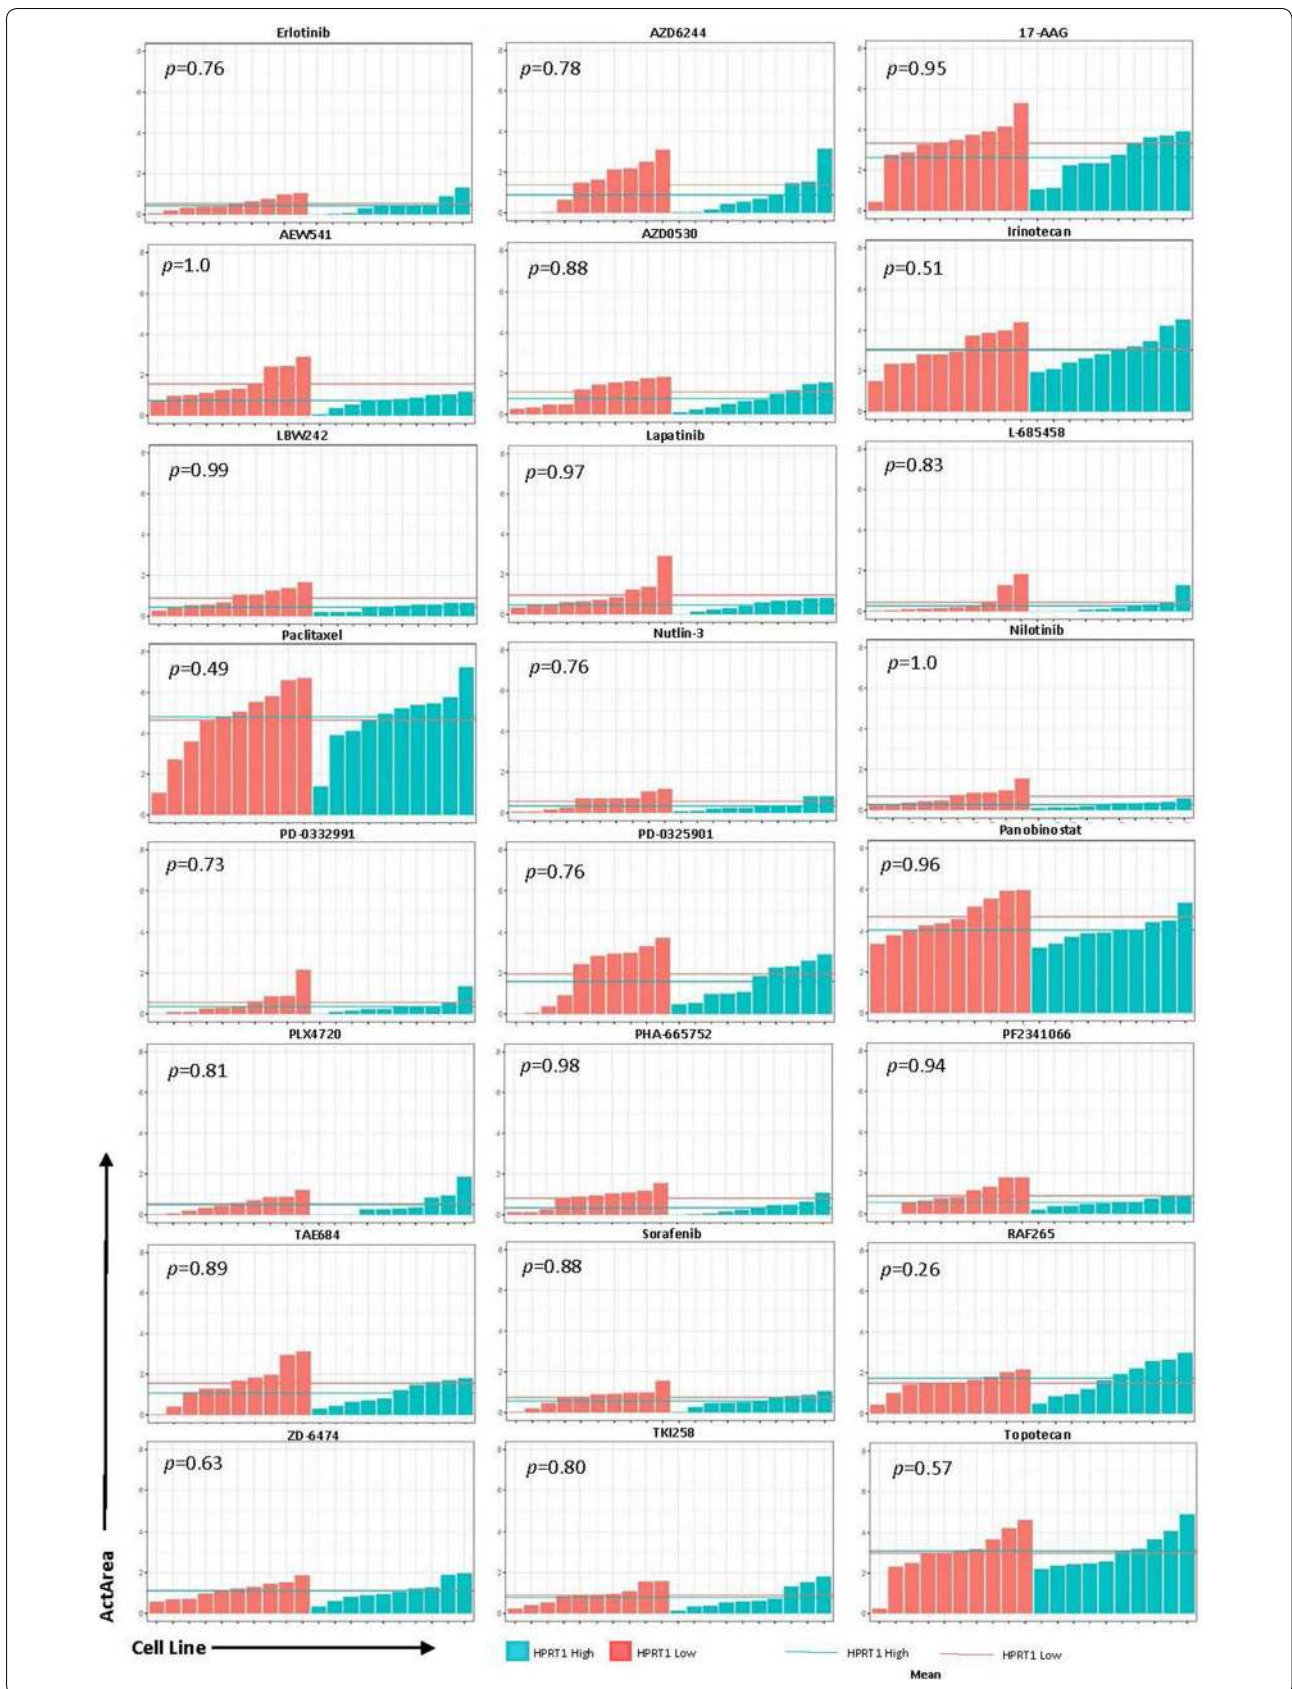 Erlotinib AZD6244 17-AAG
p=0.76 p=0.78 p=0.95
AEW541 AZD0530 Irinotecan
p=1.0 p=0.88 p=0.51
LBW242 Lapatinib L-685458
p=0.99 p=0.97 p=0.83
Paclitaxel Nutlin-3 Nilotinib
p=0.49 p=0.76 p=1.0
PD-0332991 PD-0325901 Panobinostat
p=0.73 p=0.76 p=0.96
PLX4720 PHA-665752 PF2341066
p=0.81 p=0.98 p=0.94
TAE684 Sorafenib RAF265
p=0.89 p=0.88 p=0.26
ZD-6474 TKI258 Topotecan
p=0.63 p=0.80 p=0.57
ActArea
Cell Line
HPRT1 High HPRT1 Low HPRT1 High HPRT1 Low
Mean